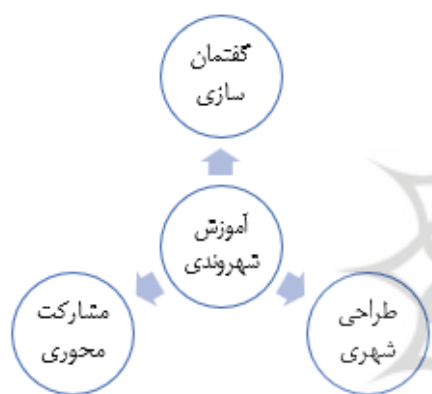 گفتمان
سازی
آموزش
شهروندی
طراحی
شهری
مشارکت
محوری